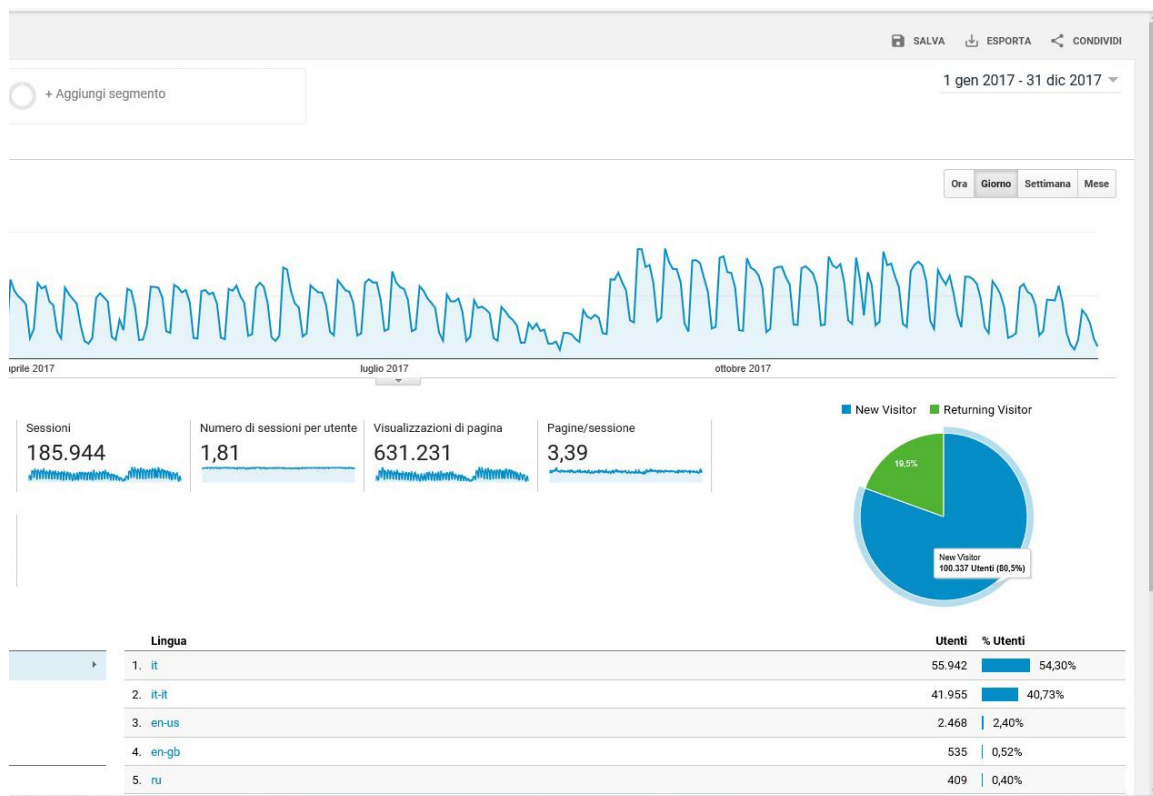 SALVA ESPORTA CONDIVIDI
+ Aggiungi segmento
1 gen 2017 - 31 dic 2017
Ora Giorno Settimana Mese
aprile 2017 luglio 2017 ottobre 2017
New Visitor Returning Visitor
Sessioni
185.944
Numero di sessioni per utente
1,81
Visualizzazioni di pagina
631.231
Pagine/sessione
3,39
19,5%
New Visitor
100.337 Utenti (80,5%)
Lingua Utenti % Utenti
1. it 55.942 54,30%
2. it-it 41.955 40,73%
3. en-us 2.468 2,40%
4. en-gb 535 0,52%
5. ru 409 0,40%